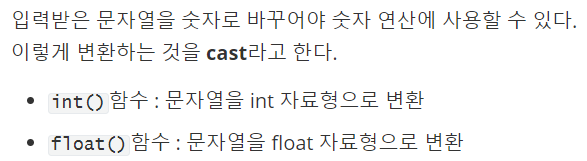 입력받은 문자열을 숫자로 바꾸어야 숫자 연산에 사용할 수 있다.
이렇게 변환하는 것을 cast라고 한다.
• int() 함수 : 문자열을 int 자료형으로 변환
• float() 함수 : 문자열을 float 자료형으로 변환